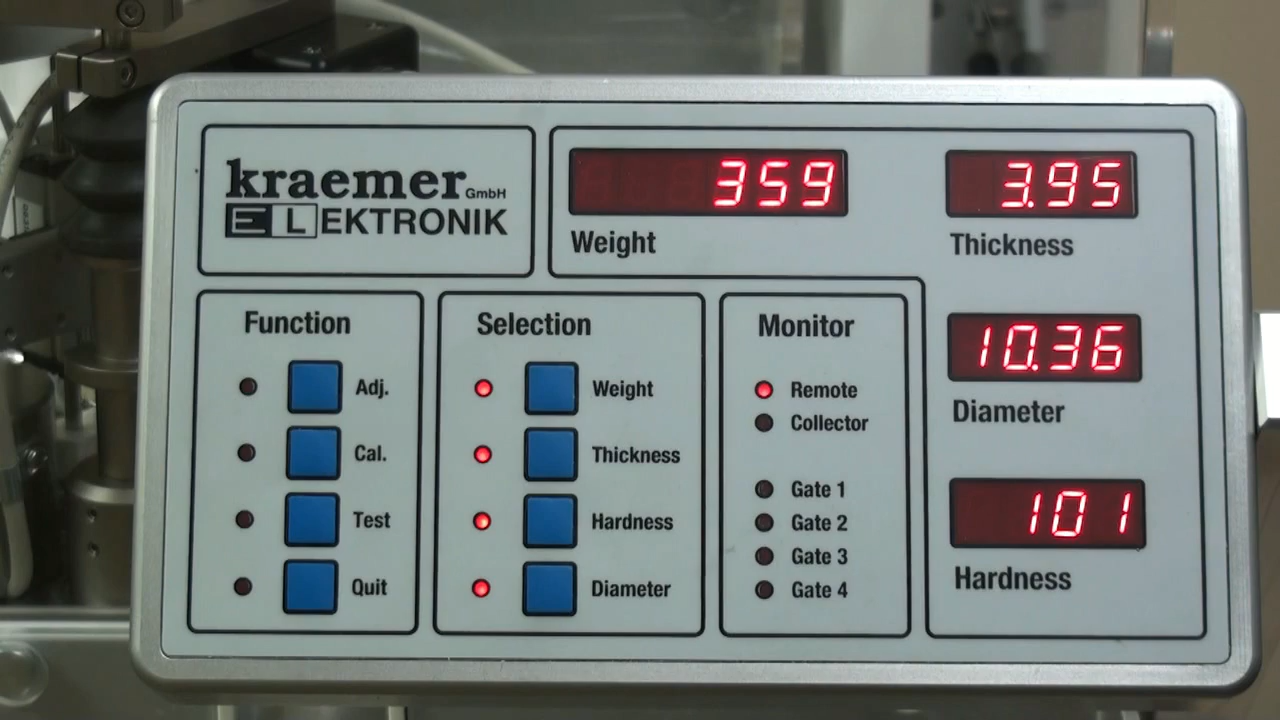 kraemer GmbH
ELEKTRONIK
359
Weight
3.95
Thickness
10.36
Diameter
101
Hardness
Function
Adj.
Cal.
Test
Quit
Selection
Weight
Thickness
Hardness
Diameter
Monitor
Remote
Collector
Gate 1
Gate 2
Gate 3
Gate 4